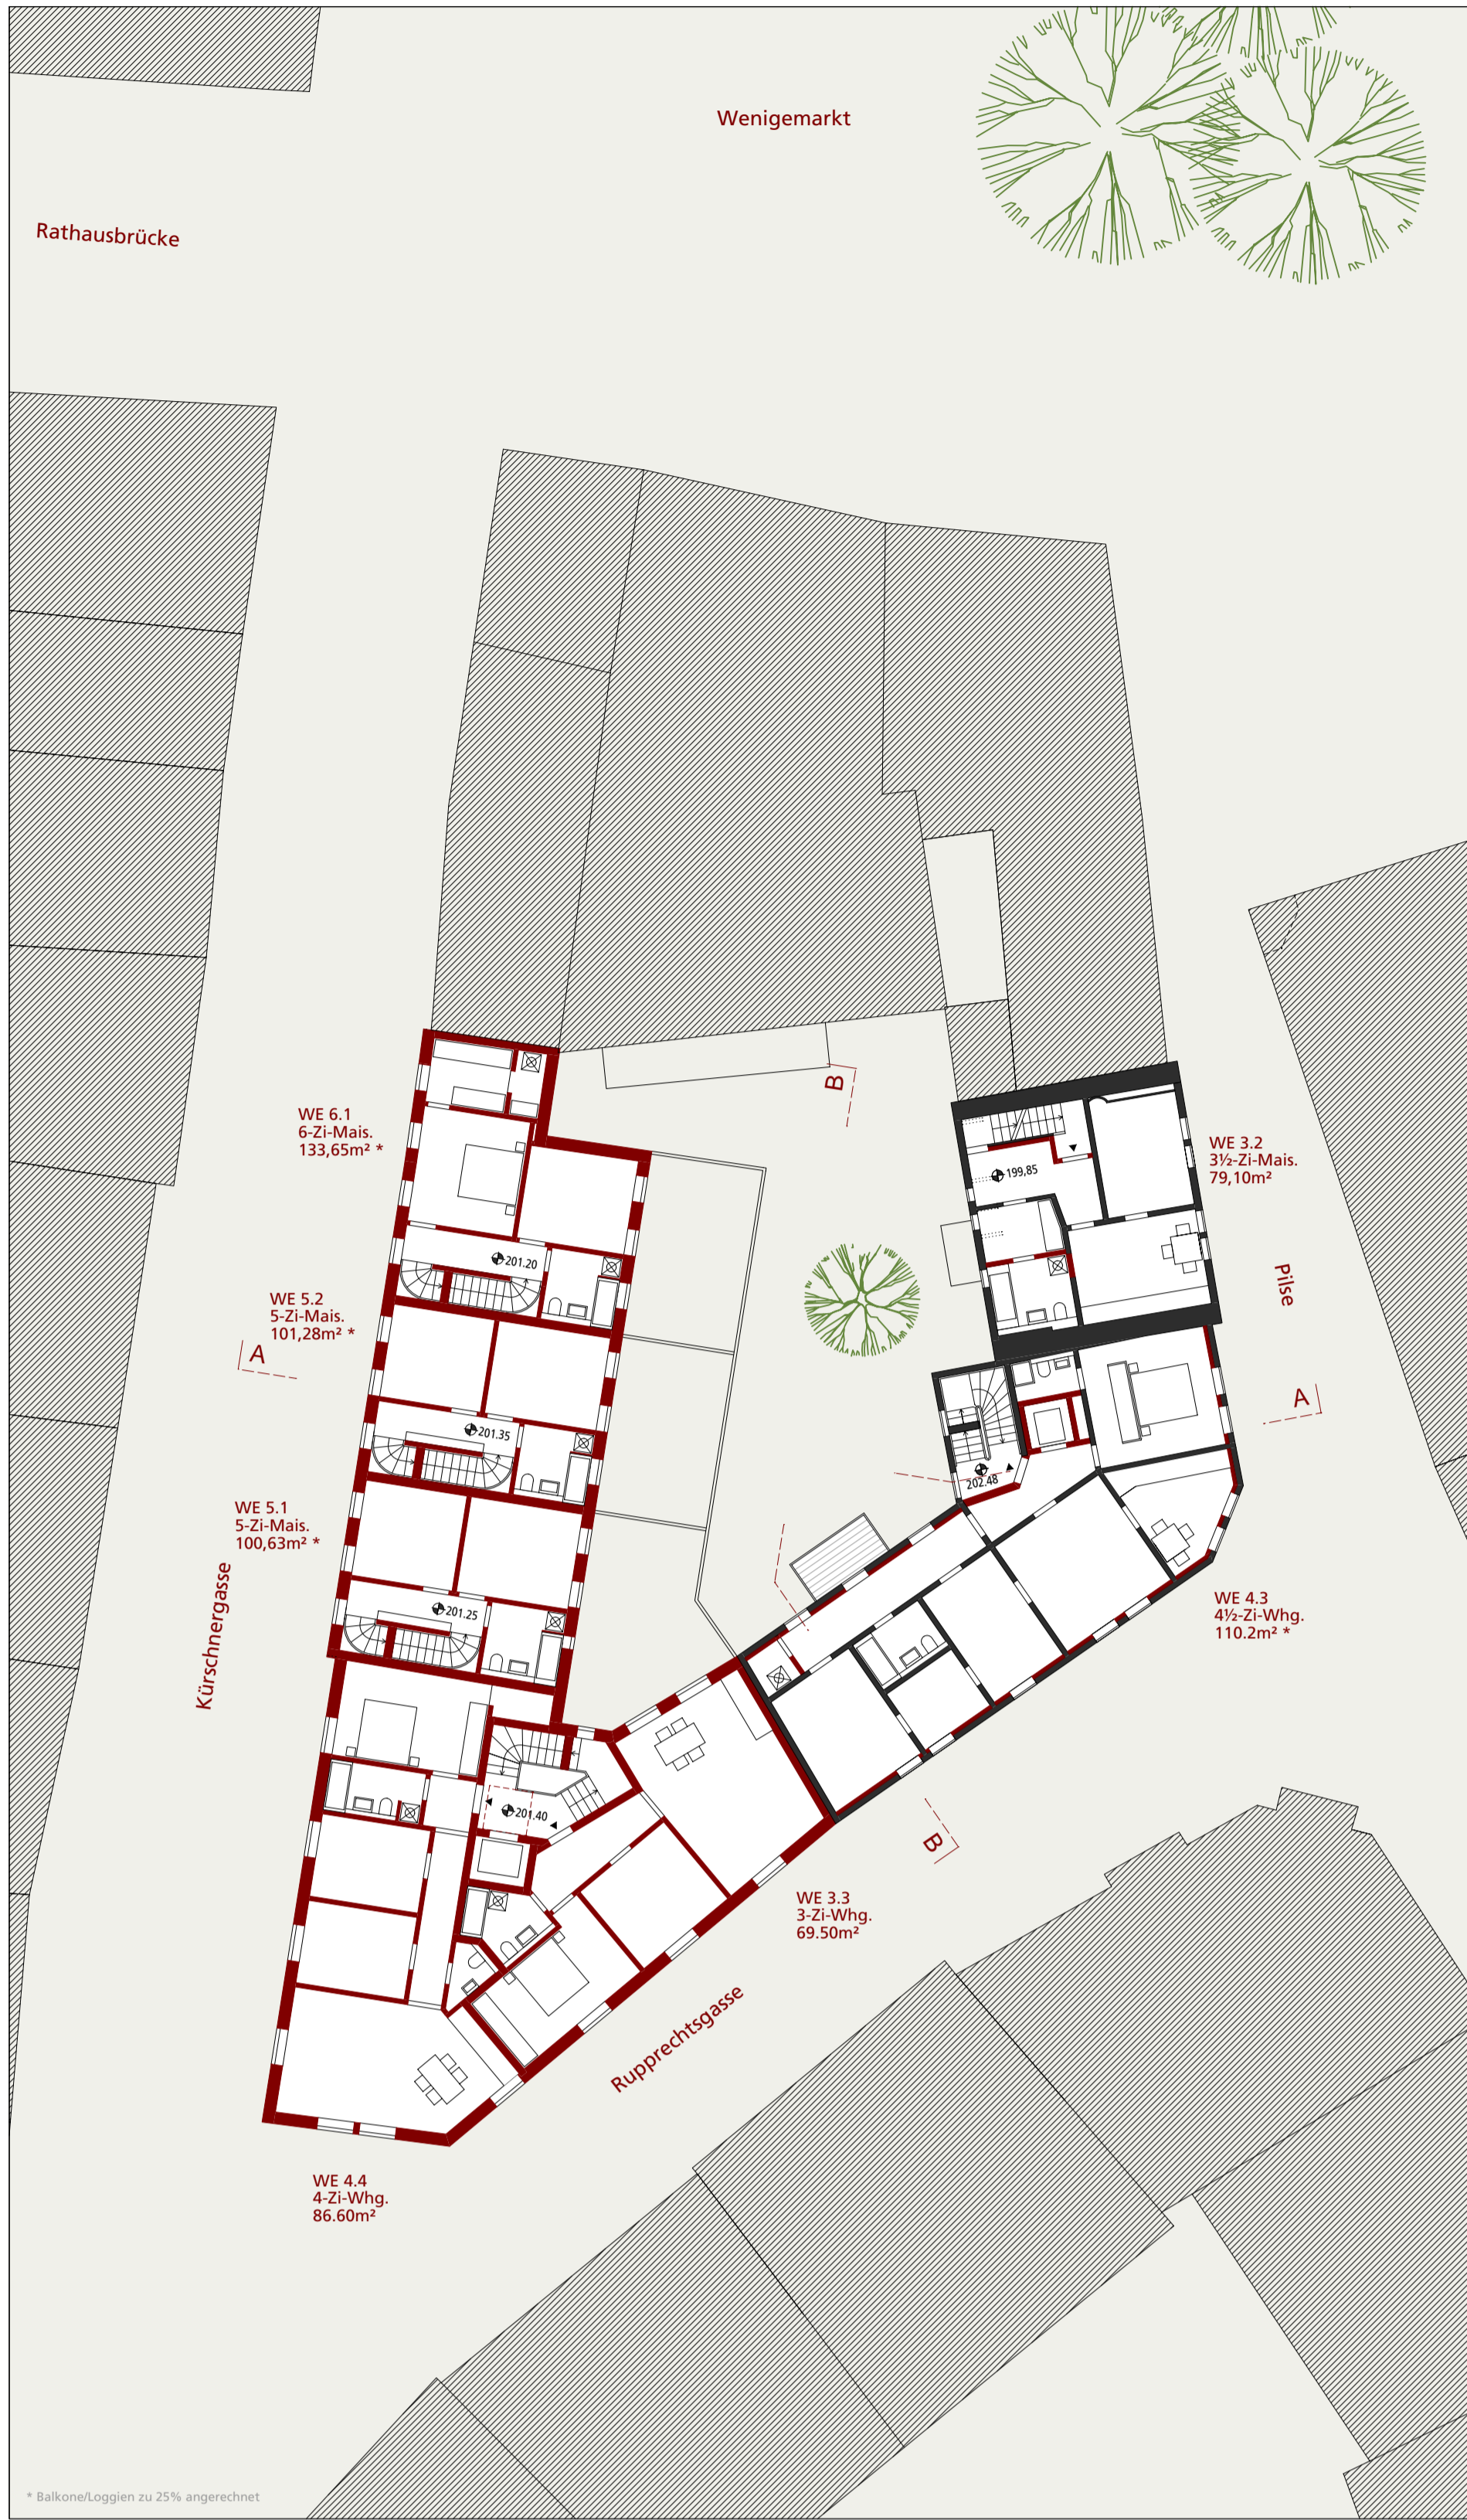 Wenigemarkt
Rathausbrücke
B
WE 6.1
6-Zi-Mais.
133,65m² *
WE 3.2
3½-Zi-Mais.
79,10m²
199,85
201.20
Pilse
WE 5.2
5-Zi-Mais.
101,28m² *
A
A
201.35
202.48
WE 5.1
5-Zi-Mais.
100,63m² *
Kürschnergasse
201.25
WE 4.3
4½-Zi-Whg.
110.2m² *
201.40
B
WE 3.3
3-Zi-Whg.
69.50m²
Rupprechtsgasse
WE 4.4
4-Zi-Whg.
86.60m²
* Balkone/Loggien zu 25% angerechnet